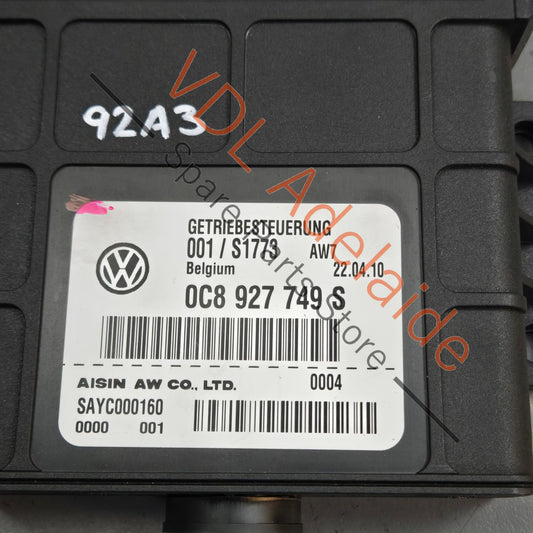 92A3
VDL Adelaide
Spare Parts Store
GETRIEBESTEUERUNG
001 / S1773 AW7
Belgium 22.04.10
0C8 927 749 S
AISIN AW CO., LTD. 0004
SAYC000160
0000 001